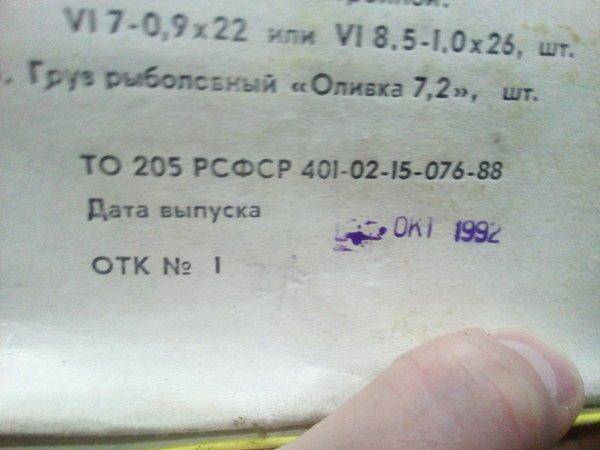 VI 7-0,9x22 или VI 8,5-1,0x26, шт.
Груз рыболовный «Оливка 7,2», шт.
ТО 205 РСФСР 401-02-15-076-88
Дата выпуска
ОКТ 1992
ОТК № 1